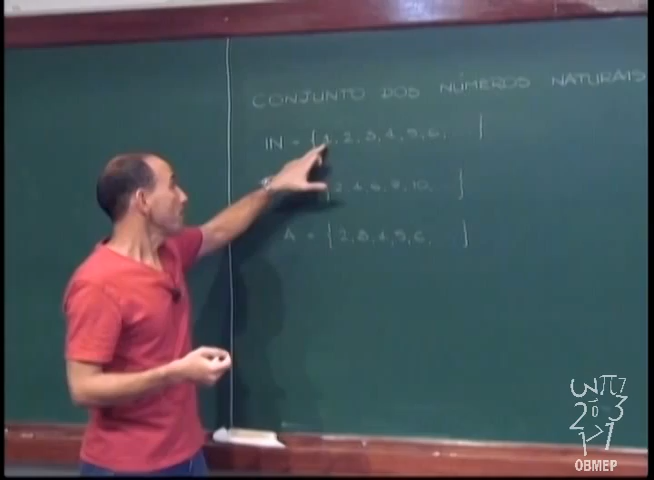 CONJUNTO DOS NÚMEROS NATURAIS
IN = { 1, 2, 3, 4, 5, 6, }
{ 2, 4, 6, 8, 10, }
A = { 2, 3, 4, 5, 6, }
OBMEP